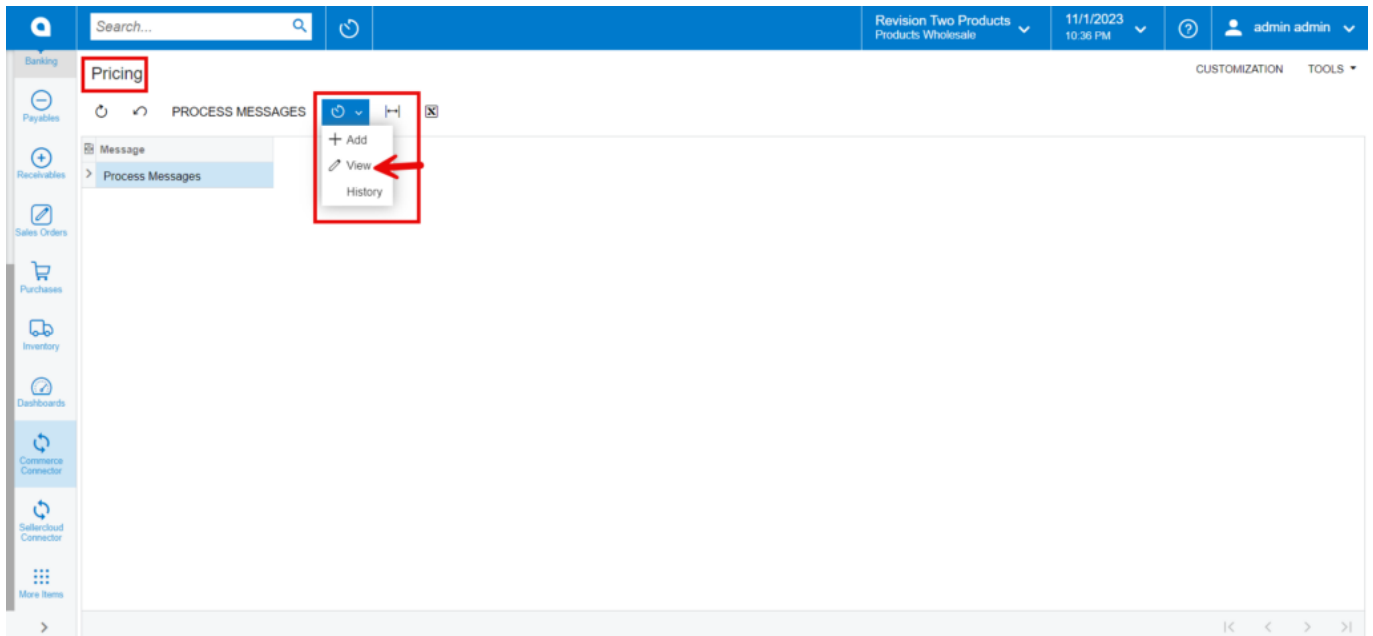 Search...
Revision Two Products
Products Wholesale
11/1/2023
10:36 PM
admin admin
Banking
Payables
Receivables
Sales Orders
Purchases
Inventory
Dashboards
Commerce
Connector
Sellercloud
Connector
More Items
Pricing
CUSTOMIZATION
TOOLS
PROCESS MESSAGES
Add
View
History
Message
Process Messages